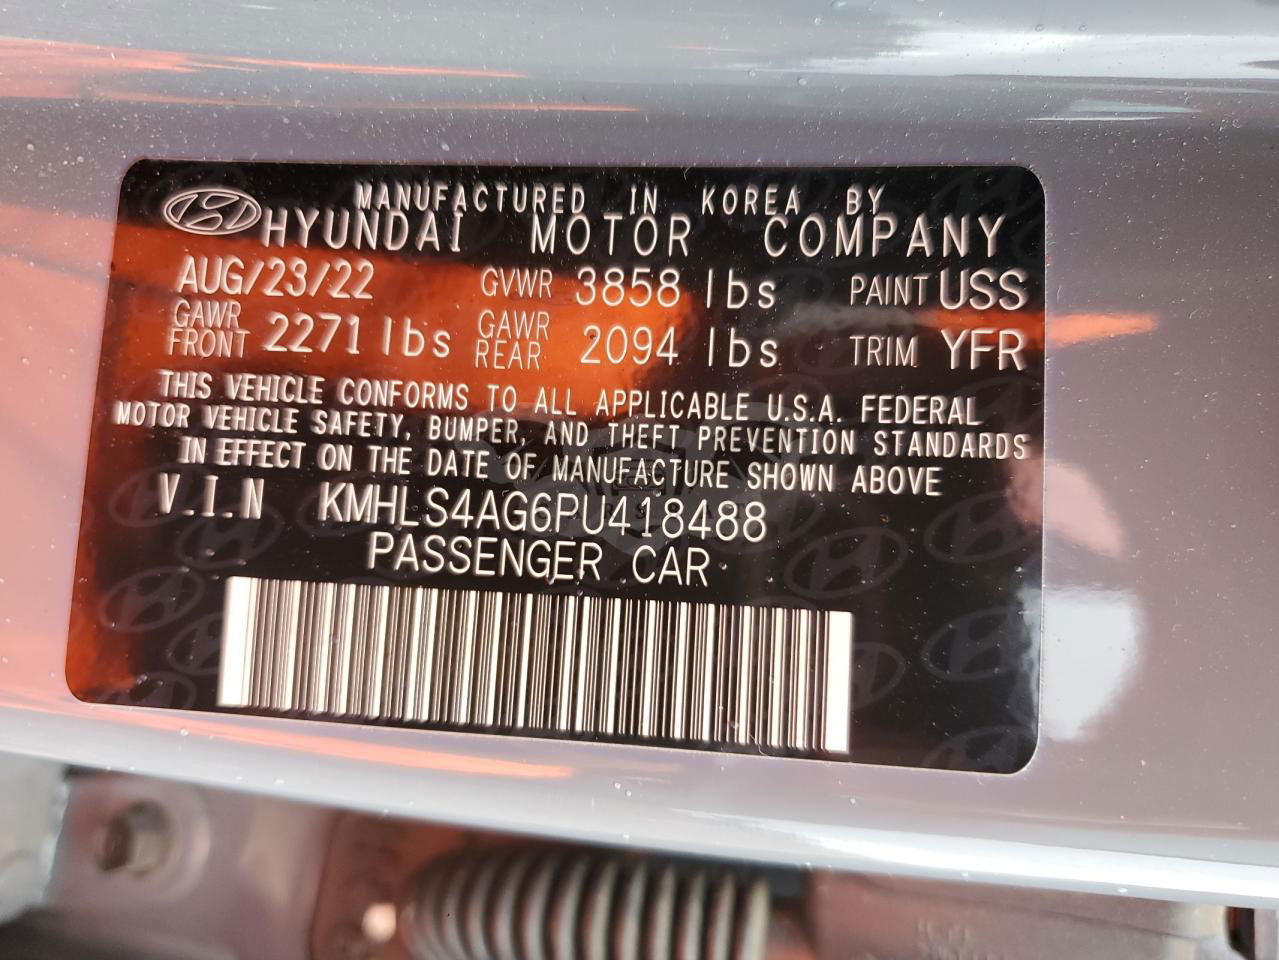 MANUFACTURED IN KOREA BY
HYUNDAI MOTOR COMPANY
AUG/23/22 GVWR 3858 lbs PAINT USS
GAWR FRONT 2271 lbs GAWR REAR 2094 lbs TRIM YFR
THIS VEHICLE CONFORMS TO ALL APPLICABLE U.S.A. FEDERAL
MOTOR VEHICLE SAFETY, BUMPER, AND THEFT PREVENTION STANDARDS
IN EFFECT ON THE DATE OF MANUFACTURE SHOWN ABOVE
V.I.N KMHLS4AG6PU418488
PASSENGER CAR